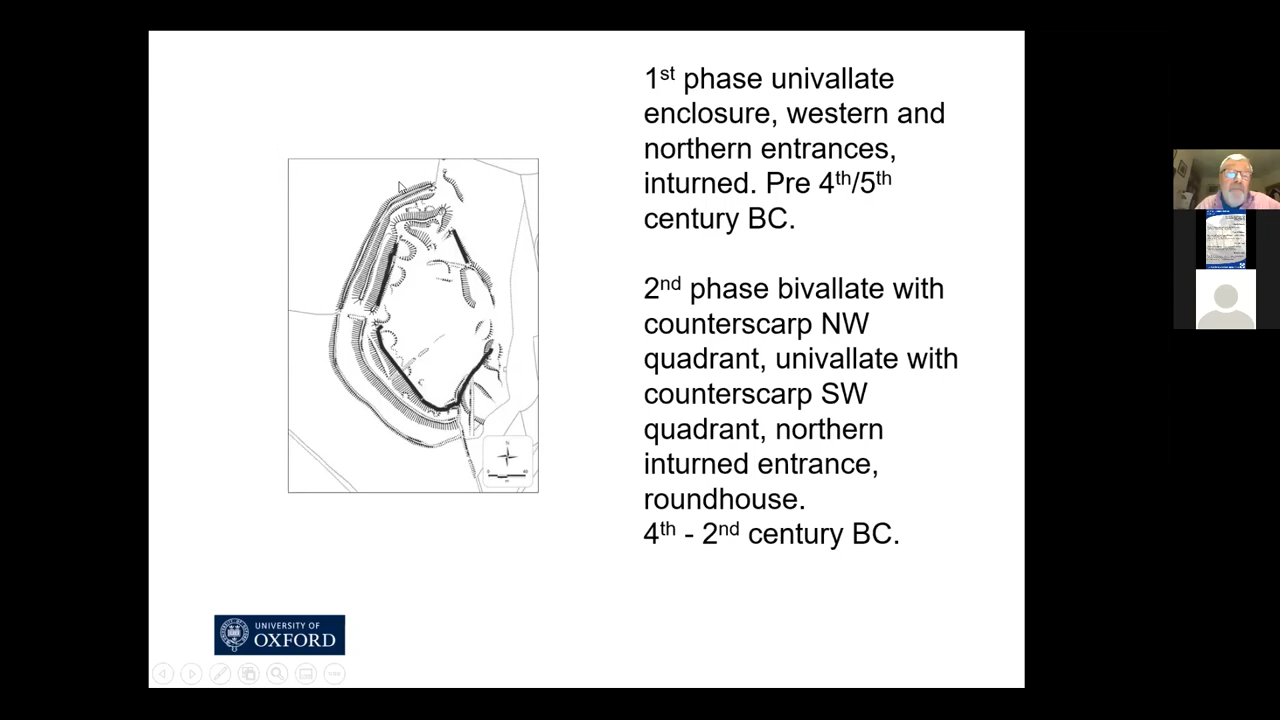 1st phase univallate
enclosure, western and
northern entrances,
inturned. Pre 4th/5th
century BC.
2nd phase bivallate with
counterscarp NW
quadrant, univallate with
counterscarp SW
quadrant, northern
inturned entrance,
roundhouse.
4th - 2nd century BC.
UNIVERSITY OF
OXFORD